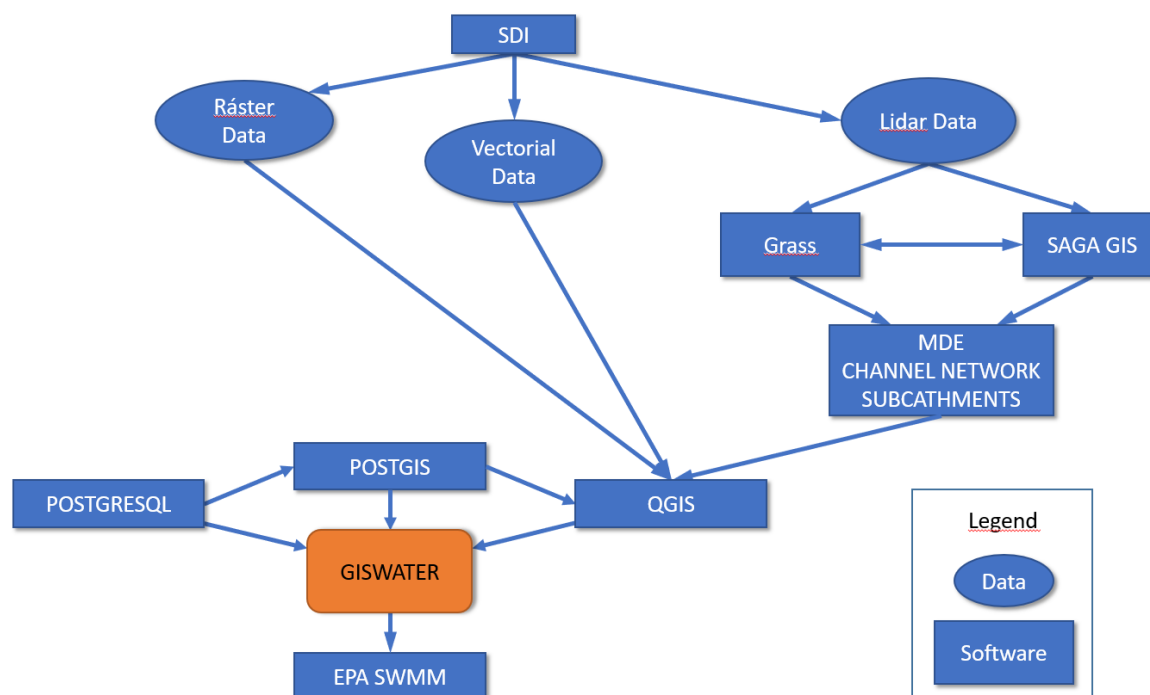 SDI
Ráster
Data
Vectorial
Data
Lidar Data
Grass
SAGA GIS
MDE
CHANNEL NETWORK
SUBCATHMENTS
POSTGIS
POSTGRESQL
QGIS
GISWATER
EPA SWMM
Legend
Data
Software